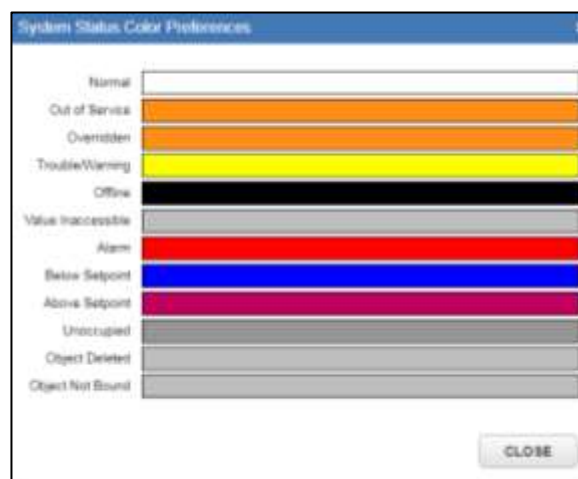 System Status Color Preferences
Normal
Out of Service
Overridden
Trouble/Warning
Offline
Value Inaccessible
Alarm
Below Setpoint
Above Setpoint
Unoccupied
Object Deleted
Object Not Bound
CLOSE